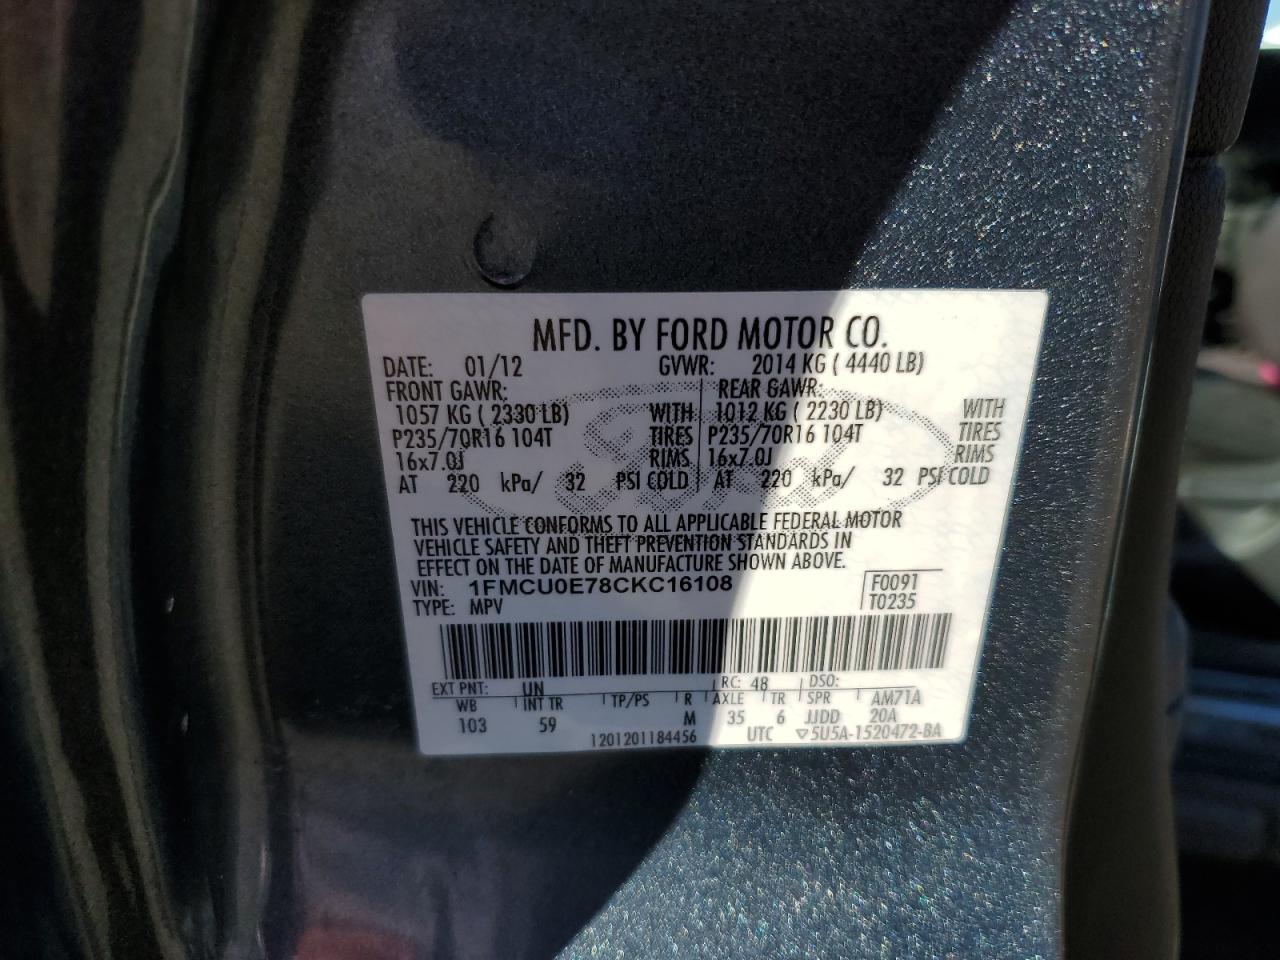 MFD. BY FORD MOTOR CO.
DATE: 01/12 GVWR: 2014 KG ( 4440 LB)
FRONT GAWR: REAR GAWR:
1057 KG ( 2330 LB) WITH 1012 KG ( 2230 LB) WITH
P235/70R16 104T TIRES P235/70R16 104T TIRES
16x7.0J RIMS 16x7.0J RIMS
AT 220 kPa/ 32 PSI COLD AT 220 kPa/ 32 PSI COLD
THIS VEHICLE CONFORMS TO ALL APPLICABLE FEDERAL MOTOR
VEHICLE SAFETY AND THEFT PREVENTION STANDARDS IN
EFFECT ON THE DATE OF MANUFACTURE SHOWN ABOVE.
VIN: 1FMCU0E78CKC16108 F0091
TYPE: MPV T0235
EXT PNT: UN RC: 48 DSO:
WB INT TR TP/PS R AXLE TR SPR AM71A
103 59 M 35 6 JJDD 20A
1201201184456 UTC ▽5U5A-1520472-BA